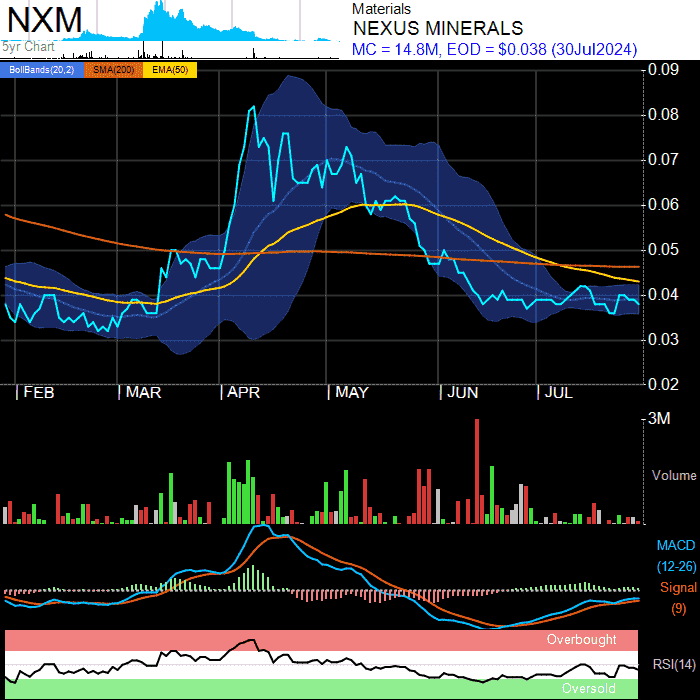 NXM
5yr Chart
Materials
NEXUS MINERALS
MC = 14.8M, EOD = $0.038 (30Jul2024)
BollBands(20,2) SMA(200) EMA(50)
0.09
0.08
0.07
0.06
0.05
0.04
0.03
0.02
FEB MAR APR MAY JUN JUL
3M
Volume
MACD
(12-26)
Signal
(9)
Overbought
RSI(14)
Oversold